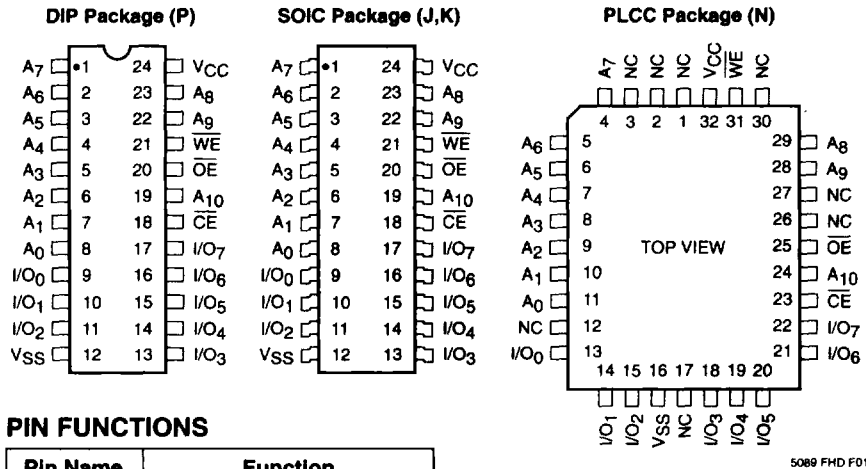 DIP Package (P)
SOIC Package (J,K)
PLCC Package (N)
A7 1 24 VCC
A6 2 23 A8
A5 3 22 A9
A4 4 21 WE
A3 5 20 OE
A2 6 19 A10
A1 7 18 CE
A0 8 17 I/O7
I/O0 9 16 I/O6
I/O1 10 15 I/O5
I/O2 11 14 I/O4
VSS 12 13 I/O3
A7 1 24 VCC
A6 2 23 A8
A5 3 22 A9
A4 4 21 WE
A3 5 20 OE
A2 6 19 A10
A1 7 18 CE
A0 8 17 I/O7
I/O0 9 16 I/O6
I/O1 10 15 I/O5
I/O2 11 14 I/O4
VSS 12 13 I/O3
A7 NC NC NC VCC WE NC
4 3 2 1 32 31 30
A6 5 29 A8
A5 6 28 A9
A4 7 27 NC
A3 8 26 NC
A2 9 TOP VIEW 25 OE
A1 10 24 A10
A0 11 23 CE
NC 12 22 I/O7
I/O0 13 21 I/O6
14 15 16 17 18 19 20
I/O1 I/O2 VSS NC I/O3 I/O4 I/O5
5089 FHD F01
PIN FUNCTIONS
Pin Name Function